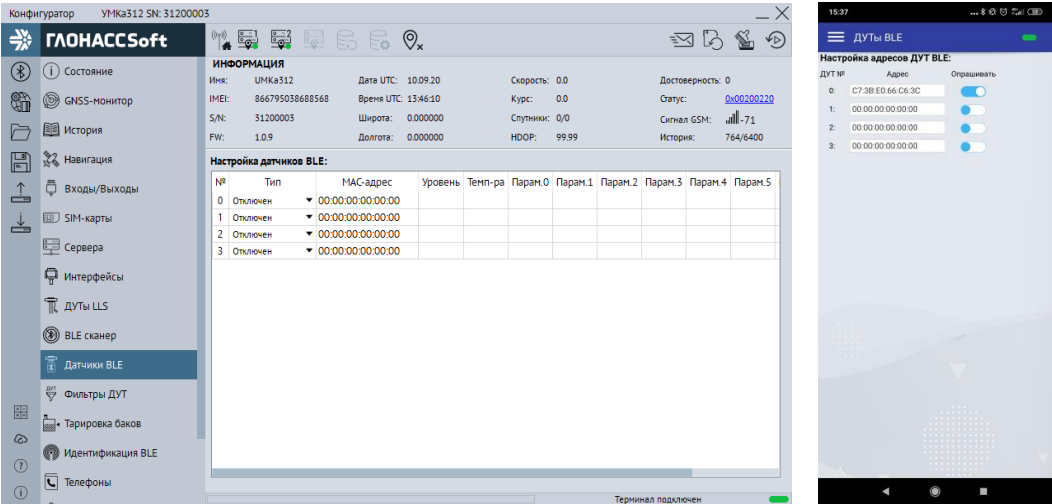 Конфигуратор УМКа312 SN: 31200003
ГЛОНАССSoft
Состояние
GNSS-монитор
История
Навигация
Входы/Выходы
SIM-карты
Сервера
Интерфейсы
ДУТы LLS
BLE сканер
Датчики BLE
Фильтры ДУТ
Тарировка баков
Идентификация BLE
Телефоны
ИНФОРМАЦИЯ
Имя: УМКа312 Дата UTC: 10.09.20 Скорость: 0.0 Достоверность: 0
IMEI: 866795038688568 Время UTC: 13:46:10 Курс: 0.0 Статус: 0x00200220
S/N: 31200003 Широта: 0.000000 Спутники: 0/0 Сигнал GSM: -71
FW: 1.0.9 Долгота: 0.000000 HDOP: 99.99 История: 764/6400
Настройка датчиков BLE:
№ Тип МАС-адрес Уровень Темп-ра Парам.0 Парам.1 Парам.2 Парам.3 Парам.4 Парам.5
0 Отключен 00:00:00:00:00:00
1 Отключен 00:00:00:00:00:00
2 Отключен 00:00:00:00:00:00
3 Отключен 00:00:00:00:00:00
Терминал подключен
15:37
ДУТы BLE
Настройка адресов ДУТ BLE:
ДУТ № Адрес Опрашивать
0: C7:3B:E0:66:C6:3C
1: 00:00:00:00:00:00
2: 00:00:00:00:00:00
3: 00:00:00:00:00:00